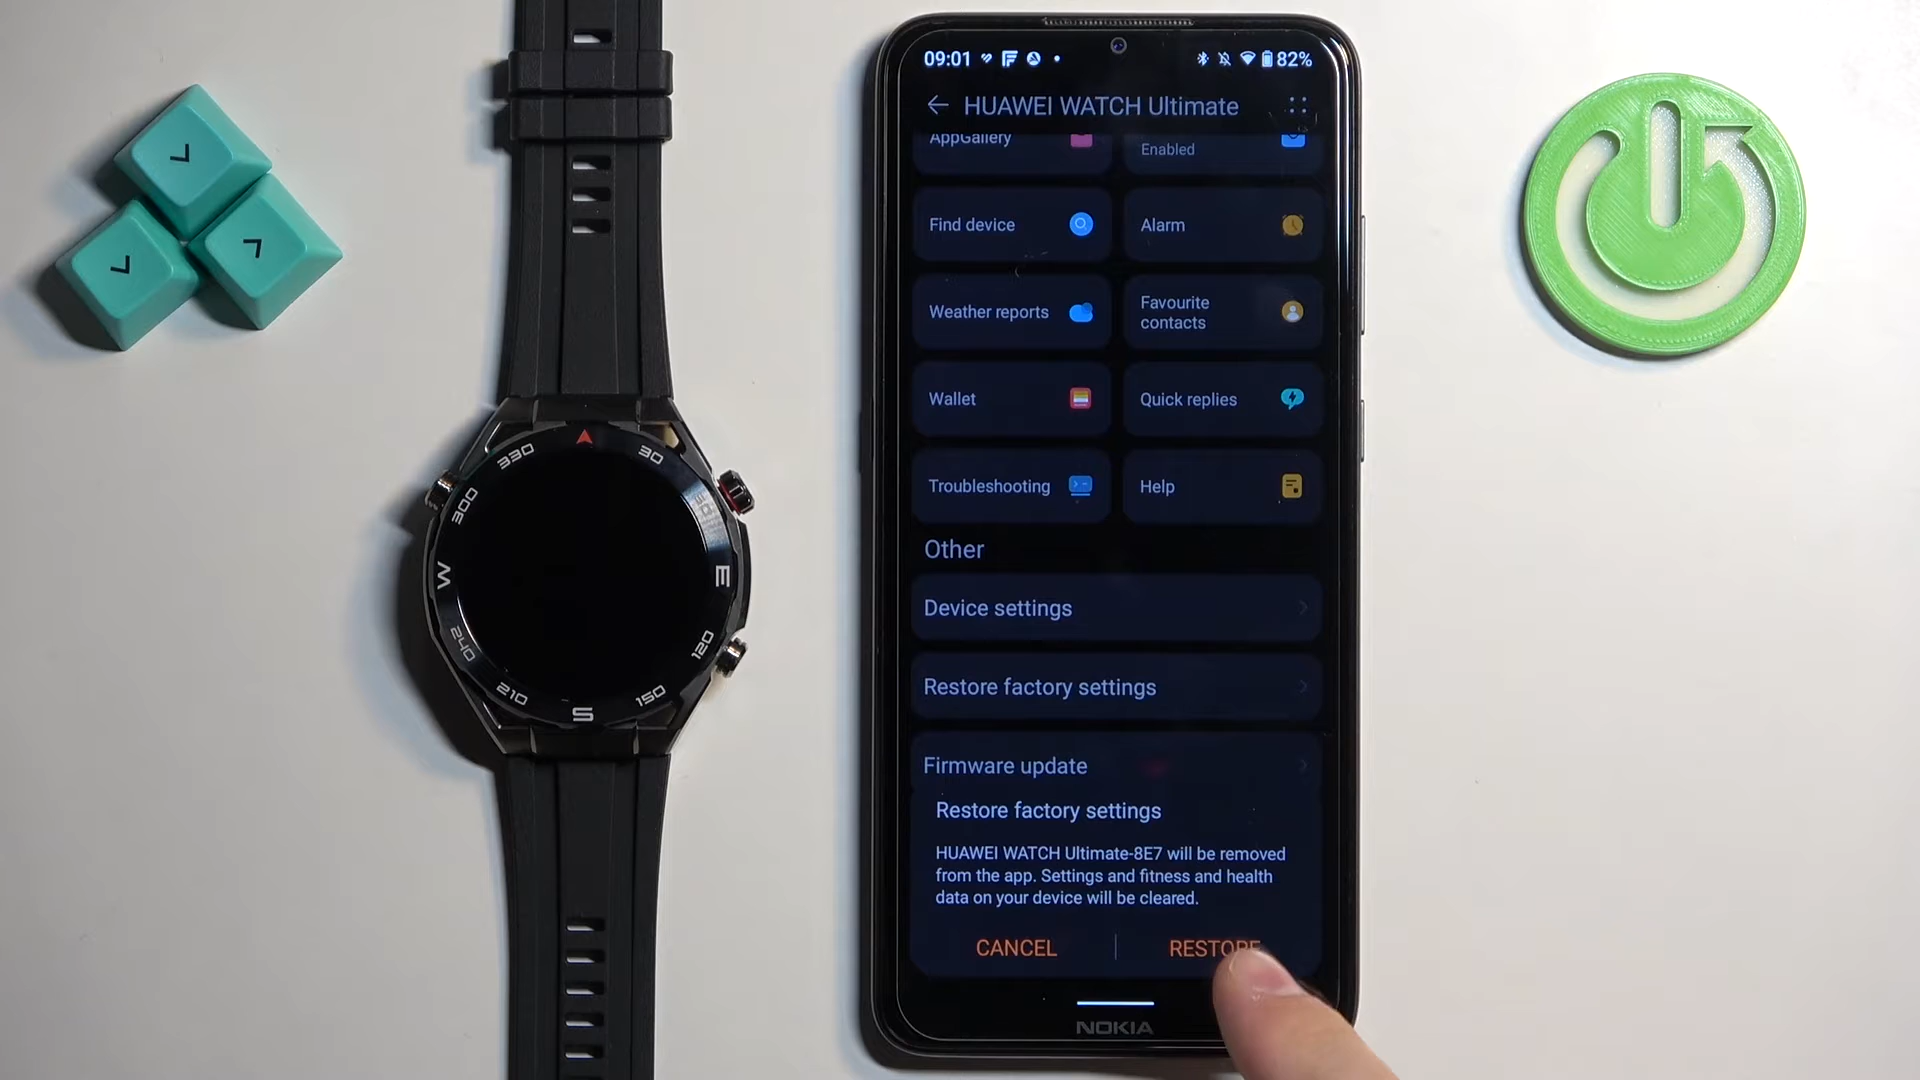 09:01
82%
HUAWEI WATCH Ultimate
AppGallery
Enabled
Find device
Alarm
Weather reports
Favourite
contacts
Wallet
Quick replies
Troubleshooting
Help
Other
Device settings
Restore factory settings
Firmware update
Restore factory settings
HUAWEI WATCH Ultimate-8E7 will be removed
from the app. Settings and fitness and health
data on your device will be cleared.
CANCEL
RESTORE
NOKIA
330
30
300
W
E
240
120
210
150
S